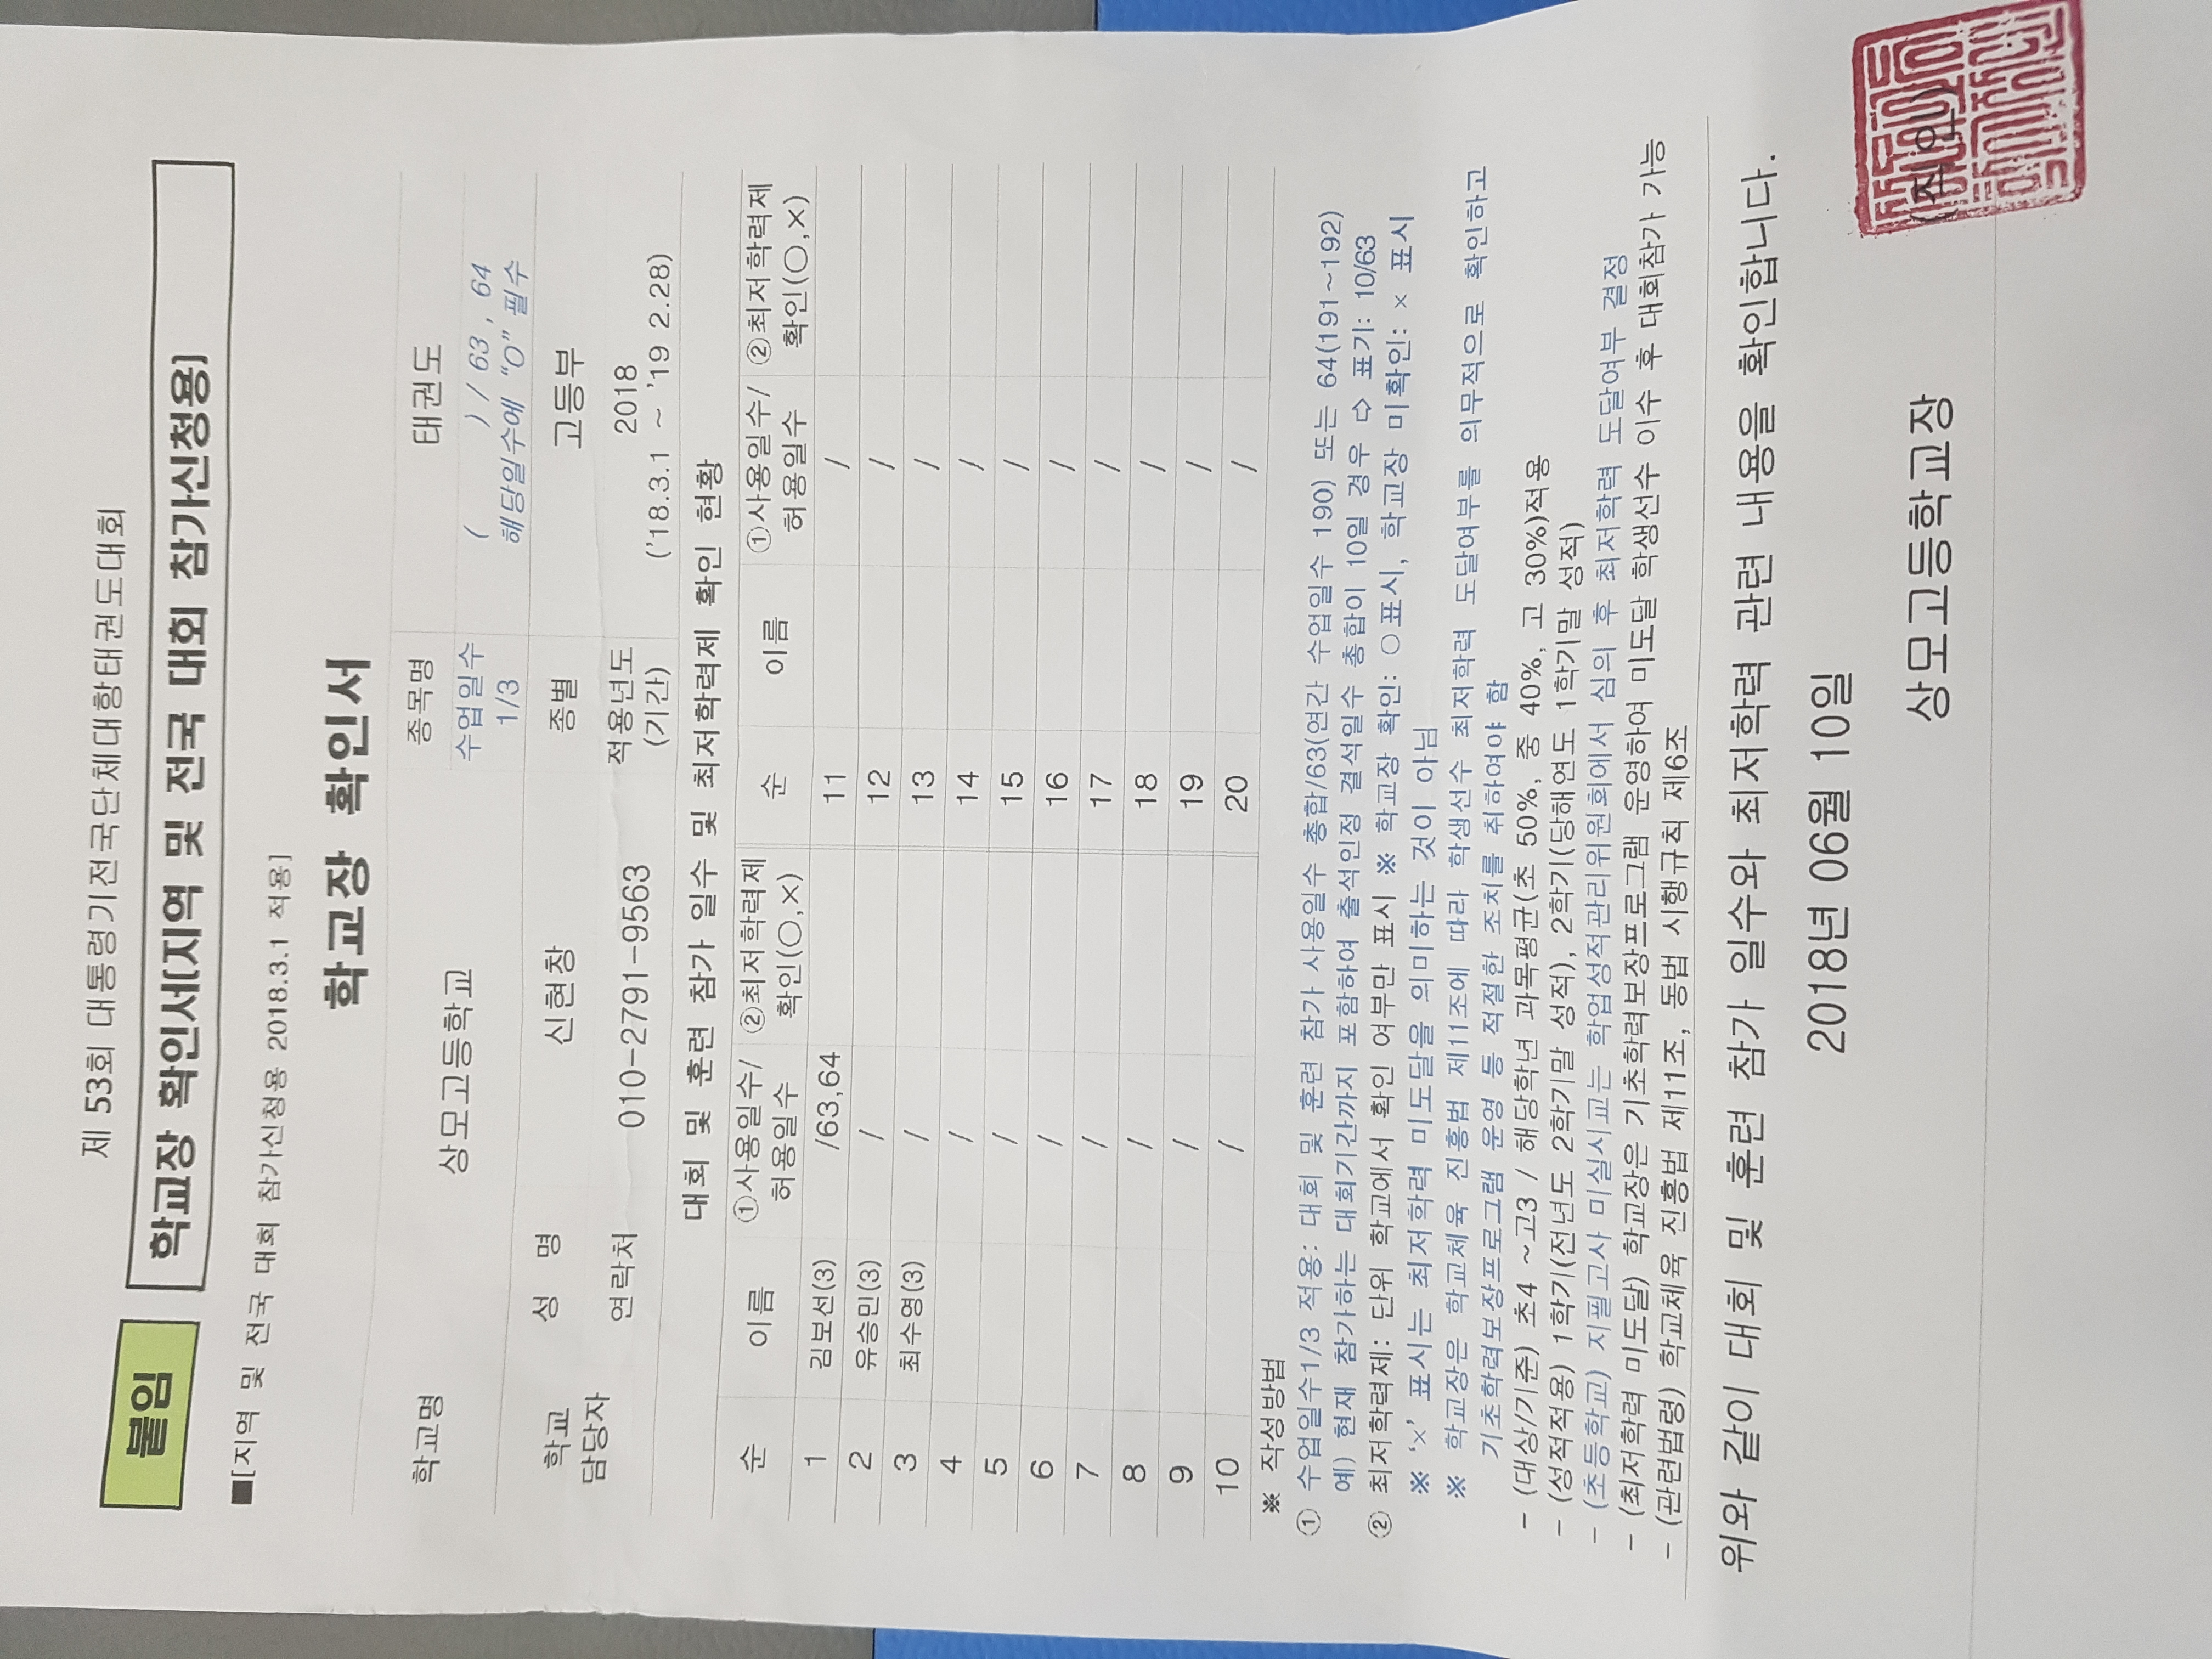 제 53회 대통령기전국단체대항태권도대회
붙임 학교장 확인서(지역 및 전국 대회 참가신청용)
■[지역 및 전국 대회 참가신청용 2018.3.1 적용]
학교장 확인서
학교명 상모고등학교 종목명 태권도
수업일수 1/3 ( ) / 63 , 64
해당일수에 "O" 필수
학교 담당자 성 명 신현창 종별 고등부
연락처 010-2791-9563 적용년도 (기간) 2018
('18.3.1 ~ '19 2.28)
대회 및 훈련 참가 일수 및 최저학력제 확인 현황
순 이름 ①사용일수/허용일수 ②최저학력제 확인(○,×) 순 이름 ①사용일수/허용일수 ②최저학력제 확인(○,×)
1 김보선(3) /63,64 11 /
2 유승민(3) / 12 /
3 최수영(3) / 13 /
4 / 14 /
5 / 15 /
6 / 16 /
7 / 17 /
8 / 18 /
9 / 19 /
10 / 20 /
※ 작성방법
① 수업일수1/3 적용: 대회 및 훈련 참가 사용일수 총합/63(연간 수업일수 190) 또는 64(191~192)
예) 현재 참가하는 대회기간까지 포함하여 출석인정 결석일수 총합이 10일 경우 ⇨ 표기: 10/63
② 최저학력제: 단위 학교에서 확인 여부만 표시 ※ 학교장 확인: ○표시, 학교장 미확인: × 표시
※ '×' 표시는 최저학력 미도달을 의미하는 것이 아님
※ 학교장은 학교체육 진흥법 제11조에 따라 학생선수 최저학력 도달여부를 의무적으로 확인하고
기초학력보장프로그램 운영 등 적절한 조치를 취하여야 함
- (대상/기준) 초4 ~고3 / 해당학년 과목평균(초 50%, 중 40%, 고 30%)적용
- (성적적용) 1학기(전년도 2학기말 성적), 2학기(당해연도 1학기말 성적)
- (초등학교) 지필고사 미실시교는 학업성적관리위원회에서 심의 후 최저학력 도달여부 결정
- (최저학력 미도달) 학교장은 기초학력보장프로그램 운영하여 미도달 학생선수 이수 후 대회참가 가능
- (관련법령) 학교체육 진흥법 제11조, 동법 시행규칙 제6조
위와 같이 대회 및 훈련 참가 일수와 최저학력 관련 내용을 확인합니다.
2018년 06월 10일
상모고등학교장 (직인)